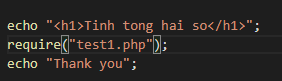 echo "<h1>Tinh tong hai so</h1>";
require("test1.php");
echo "Thank you";